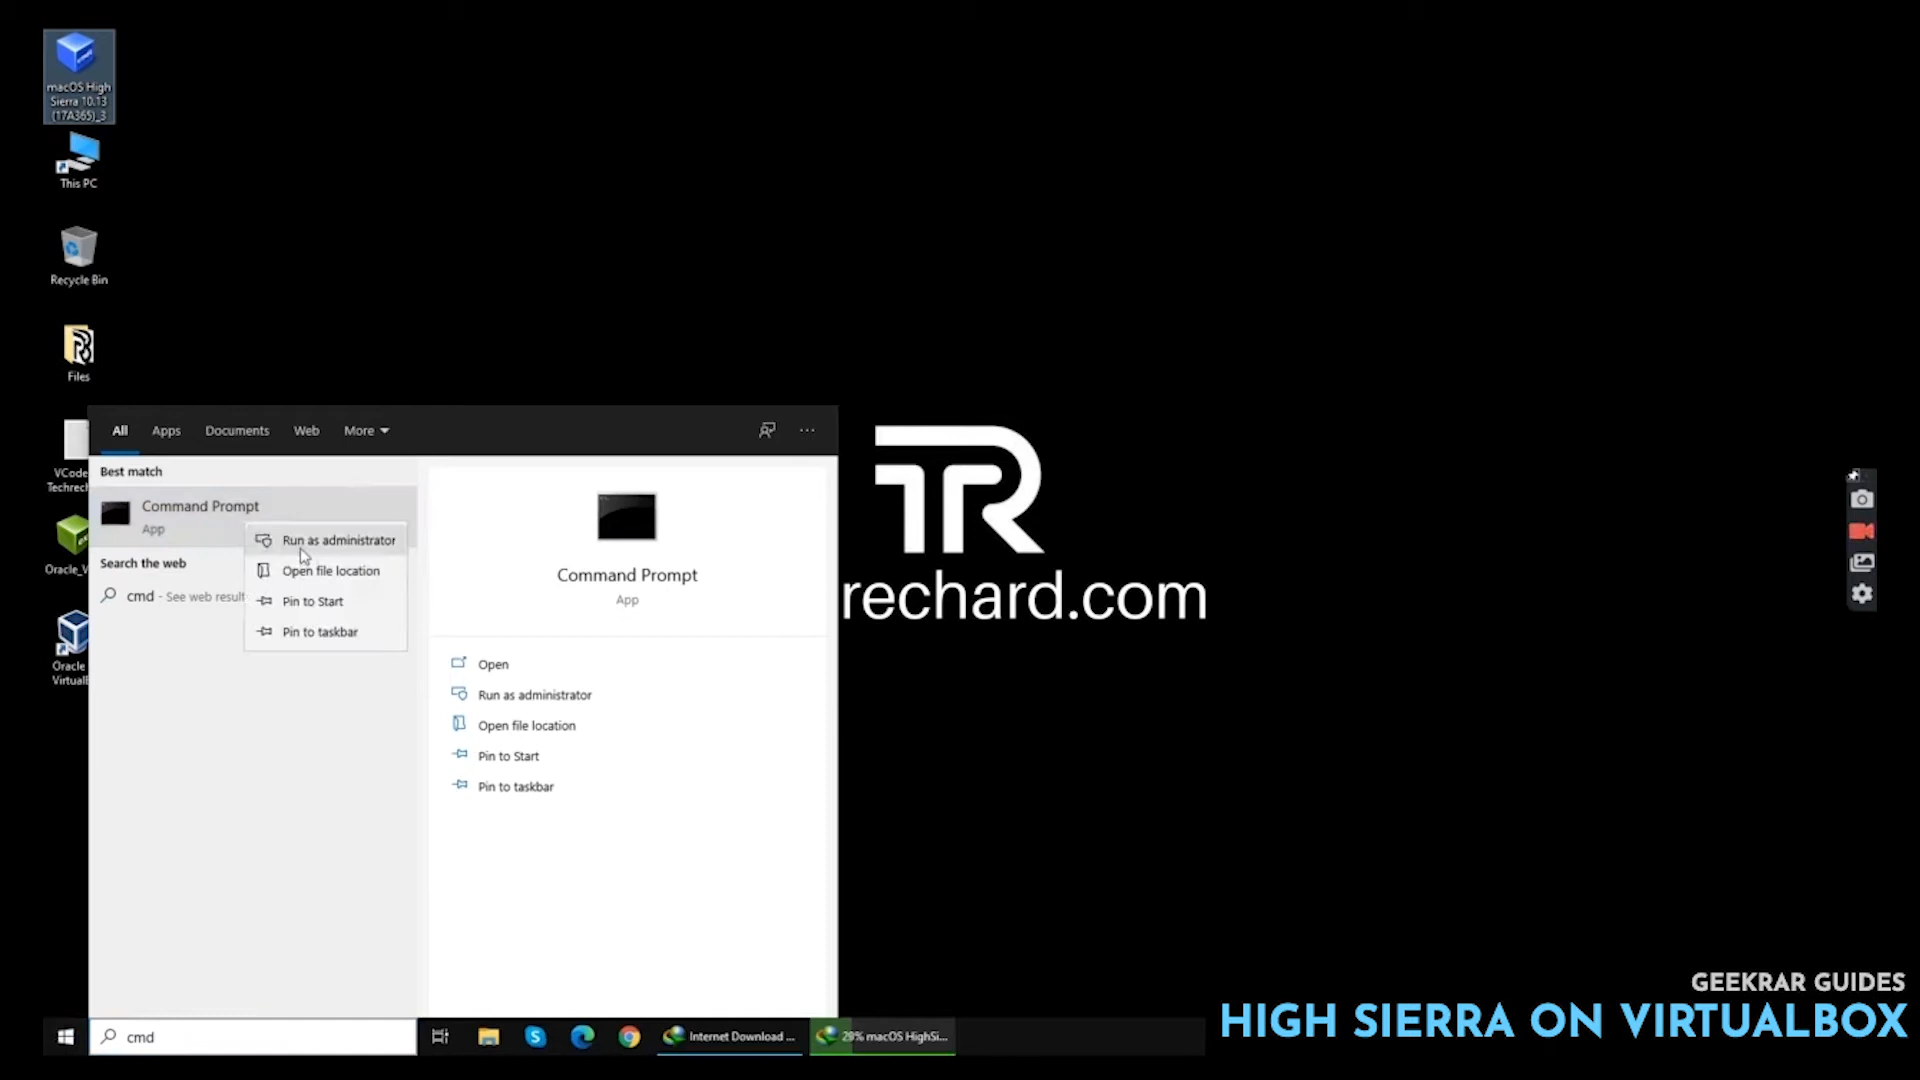 macOS High
Sierra 10.13
(17A365)_3
This PC
Recycle Bin
Files
VCode
Techrech
Oracle_V
Oracle
VirtualB
All
Apps
Documents
Web
More
Best match
Command Prompt
App
Search the web
cmd - See web result
Run as administrator
Open file location
Pin to Start
Pin to taskbar
Command Prompt
App
Open
Run as administrator
Open file location
Pin to Start
Pin to taskbar
TR
rechard.com
GEEKRAR GUIDES
HIGH SIERRA ON VIRTUALBOX
cmd
Internet Download ...
29% macOS HighSi...